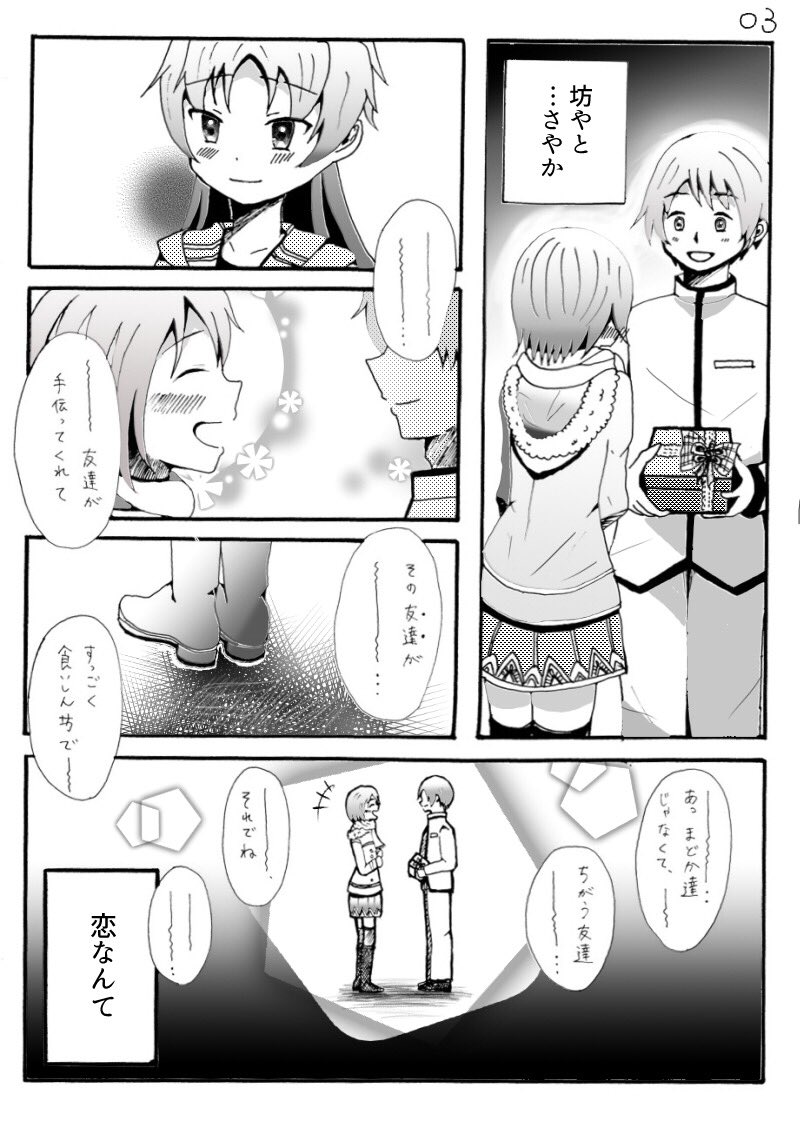 03
坊やと
…さやか
……
友達が
手伝ってくれて
その友達が
…
すっごく
食いしん坊で
あっまどか達
じゃなくて、
ちがう友達
…
それでね
…
恋なんて